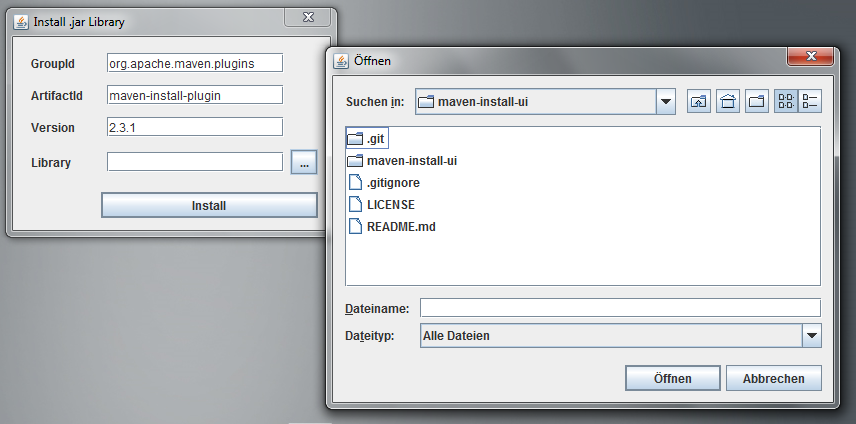 Install .jar Library
GroupId org.apache.maven.plugins
ArtifactId maven-install-plugin
Version 2.3.1
Library ...
Install
Öffnen
Suchen in: maven-install-ui
.git
maven-install-ui
.gitignore
LICENSE
README.md
Dateiname:
Dateityp: Alle Dateien
Öffnen Abbrechen